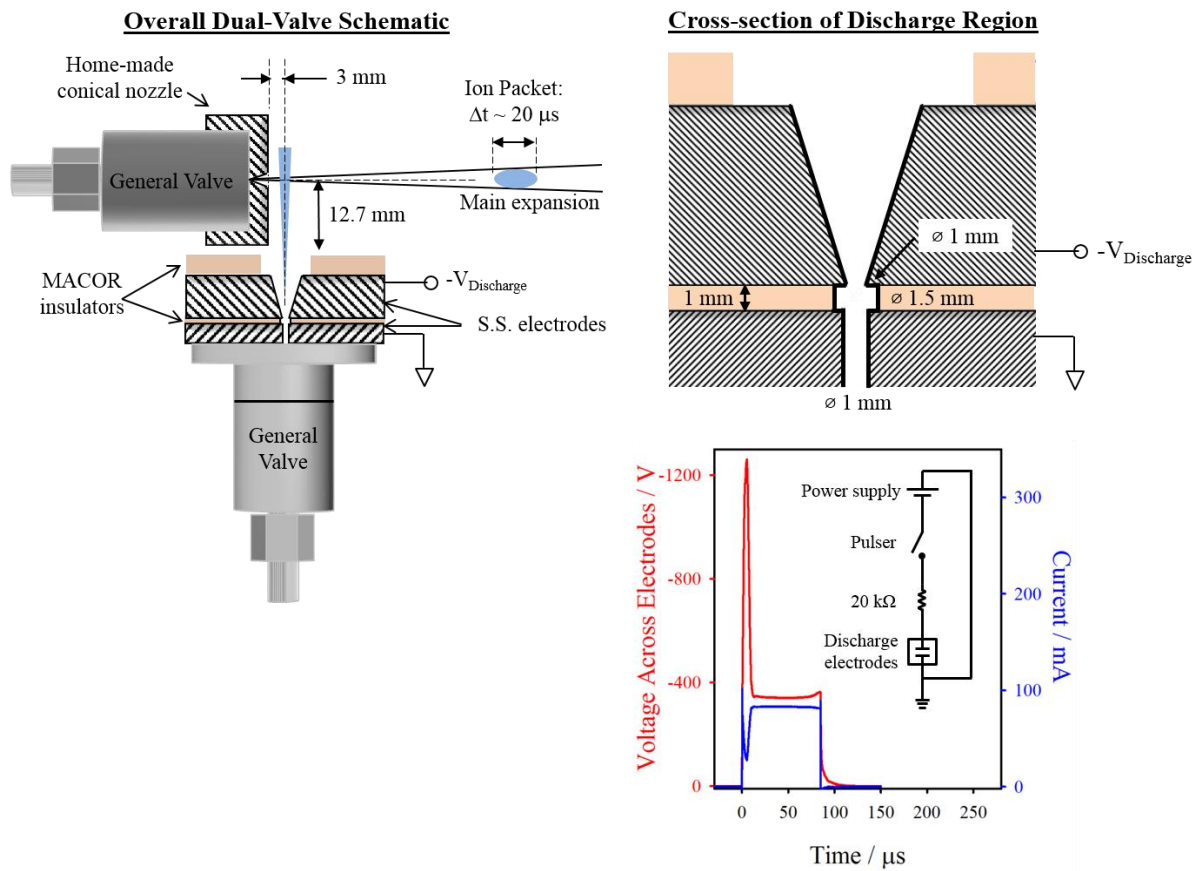 Overall Dual-Valve Schematic
Home-made
conical nozzle
3 mm
Ion Packet:
Δt ~ 20 μs
General Valve
Main expansion
12.7 mm
MACOR
insulators
-VDischarge
S.S. electrodes
General
Valve
Cross-section of Discharge Region
⌀ 1 mm
-VDischarge
1 mm
⌀ 1.5 mm
⌀ 1 mm
Voltage Across Electrodes / V
-1200
-800
-400
0
Power supply
Pulser
20 kΩ
Discharge
electrodes
300
200
100
0
Current / mA
0 50 100 150 200 250
Time / μs